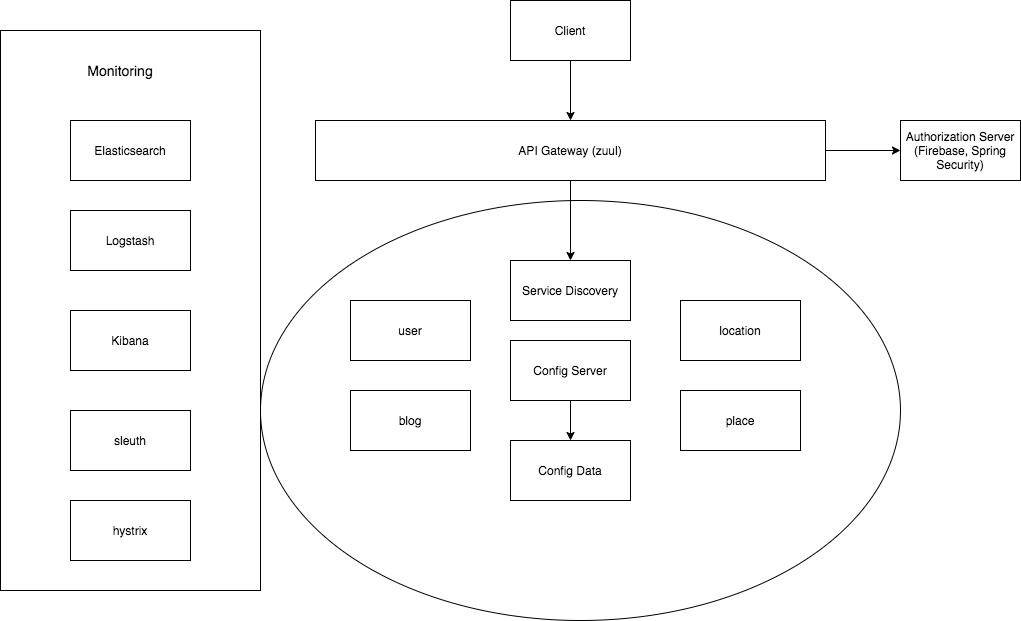 Client
Monitoring
Elasticsearch
API Gateway (zuul)
Authorization Server
(Firebase, Spring
Security)
Logstash
Service Discovery
user
location
Kibana
Config Server
blog
place
sleuth
Config Data
hystrix